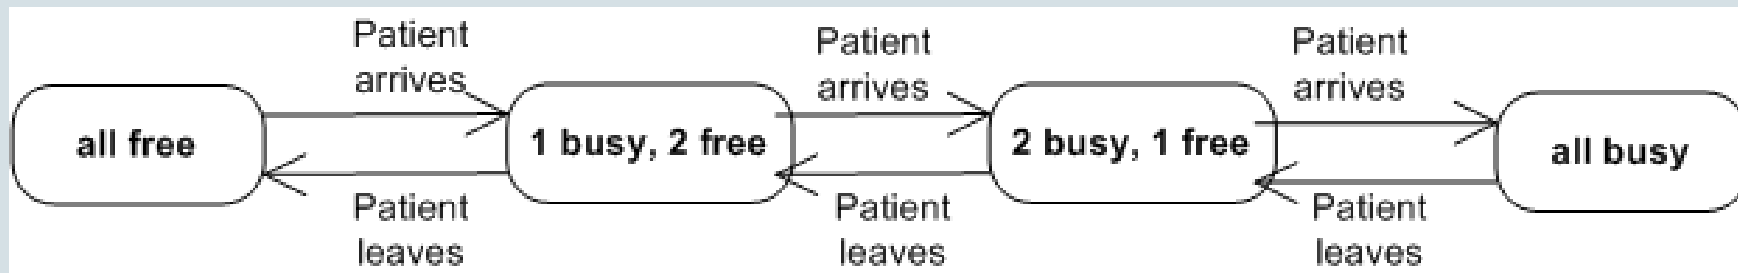 Patient
arrives
Patient
arrives
Patient
arrives
all free
1 busy, 2 free
2 busy, 1 free
all busy
Patient
leaves
Patient
leaves
Patient
leaves